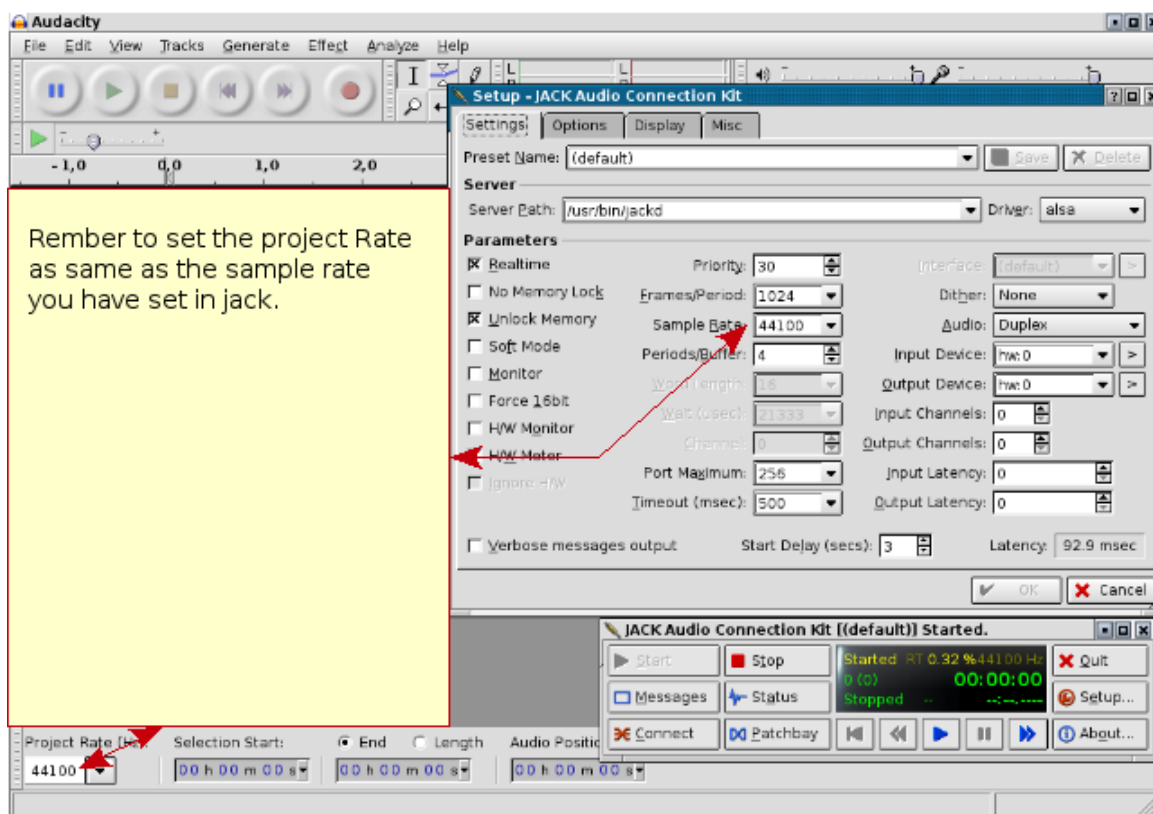 Audacity
File Edit View Tracks Generate Effect Analyze Help
L
R
L
R
-1,0 0,0 1,0 2,0
Rember to set the project Rate
as same as the sample rate
you have set in jack.
Setup - JACK Audio Connection Kit
Settings Options Display Misc
Preset Name: (default) Save Delete
Server
Server Path: /usr/bin/jackd Driver: alsa
Parameters
Realtime Priority: 30 Interface: (default) >
No Memory Lock Frames/Period: 1024 Dither: None
Unlock Memory Sample Rate: 44100 Audio: Duplex
Soft Mode Periods/Buffer: 4 Input Device: hw:0 >
Monitor Word Length: 16 Output Device: hw:0 >
Force 16bit Wait (usec): 21333 Input Channels: 0
H/W Monitor Channel: 0 Output Channels: 0
H/W Meter Port Maximum: 256 Input Latency: 0
Ignore H/W Timeout (msec): 500 Output Latency: 0
Verbose messages output Start Delay (secs): 3 Latency: 92.9 msec
OK Cancel
JACK Audio Connection Kit [(default)] Started.
Start Stop Started RT 0.32 % 44100 Hz Quit
0 (0) 00:00:00
Messages Status Stopped -- --:--.---- Setup...
Connect Patchbay About...
Project Rate (Hz): Selection Start: End Length Audio Positio
44100 00 h 00 m 00 s 00 h 00 m 00 s 00 h 00 m 00 s